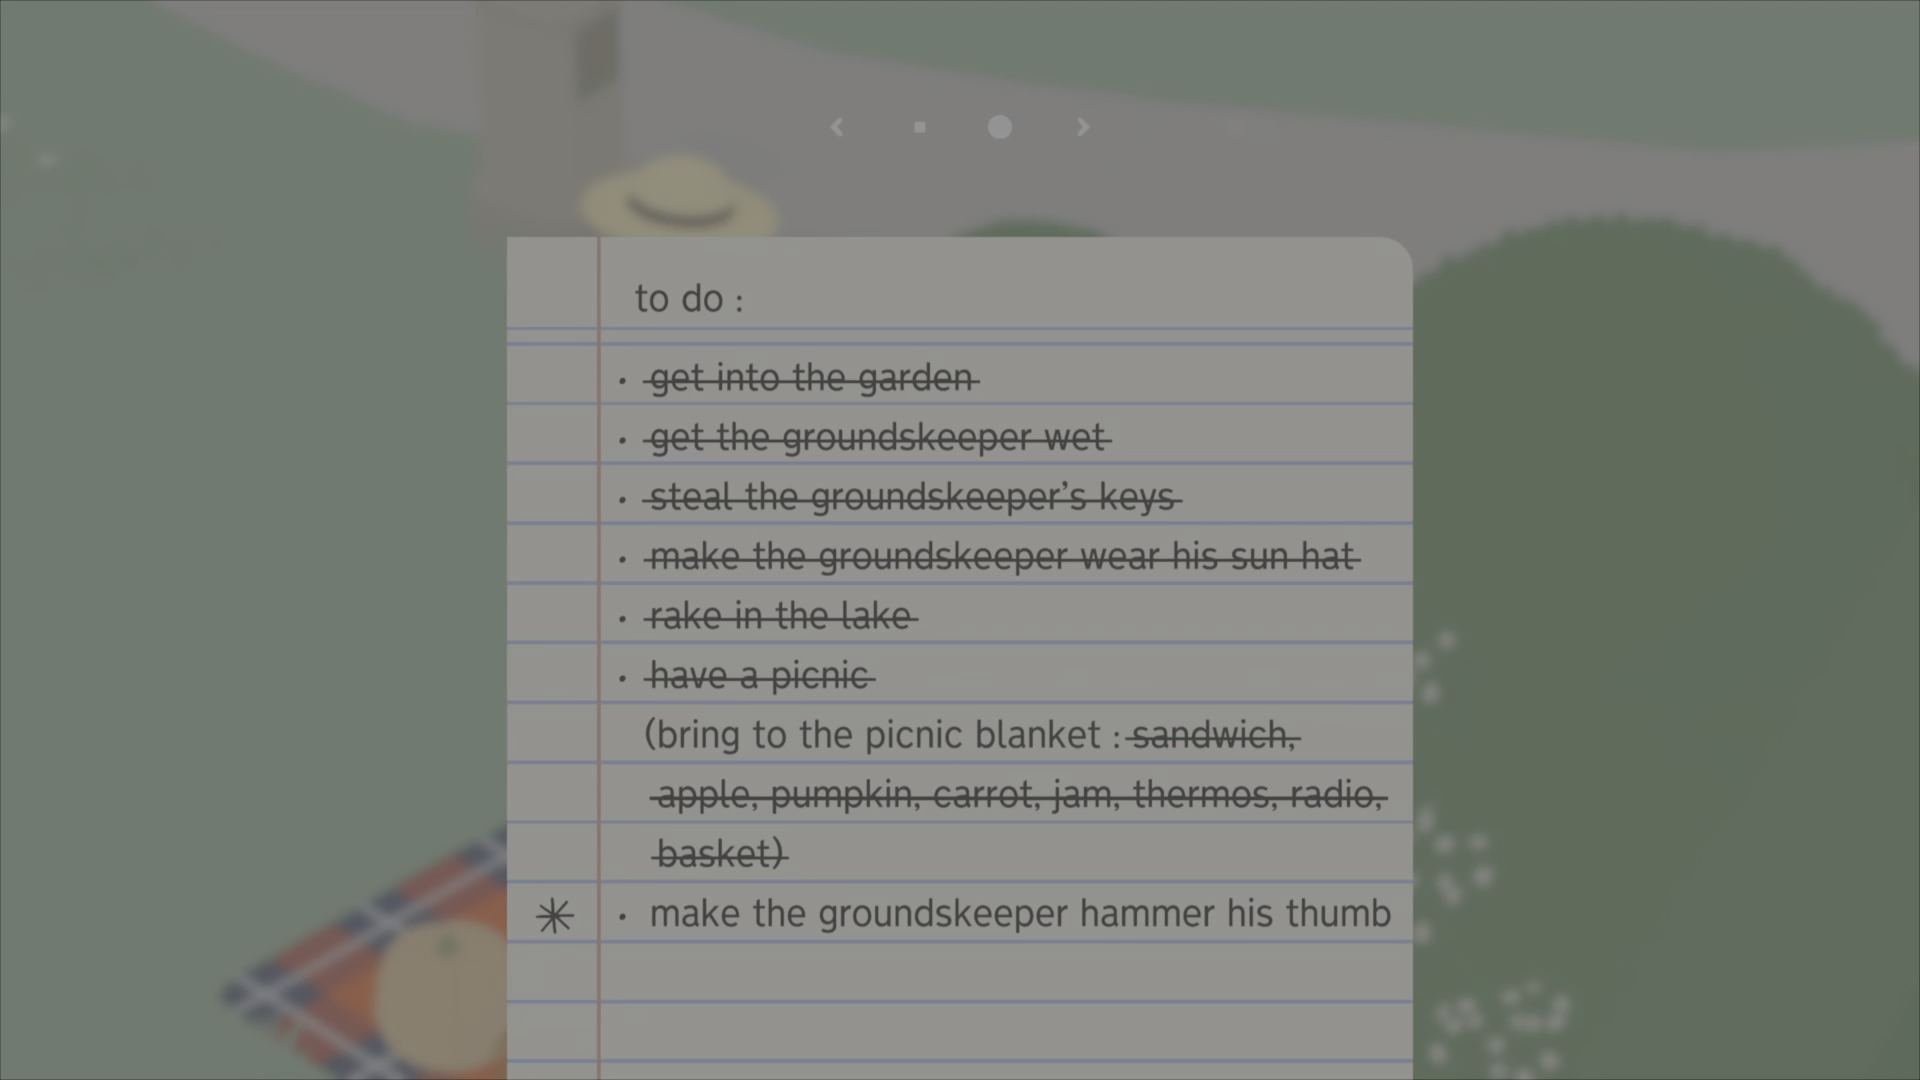 to do :
· get into the garden
· get the groundskeeper wet
· steal the groundskeeper's keys
· make the groundskeeper wear his sun hat
· rake in the lake
· have a picnic
(bring to the picnic blanket : sandwich,
apple, pumpkin, carrot, jam, thermos, radio,
basket)
· make the groundskeeper hammer his thumb